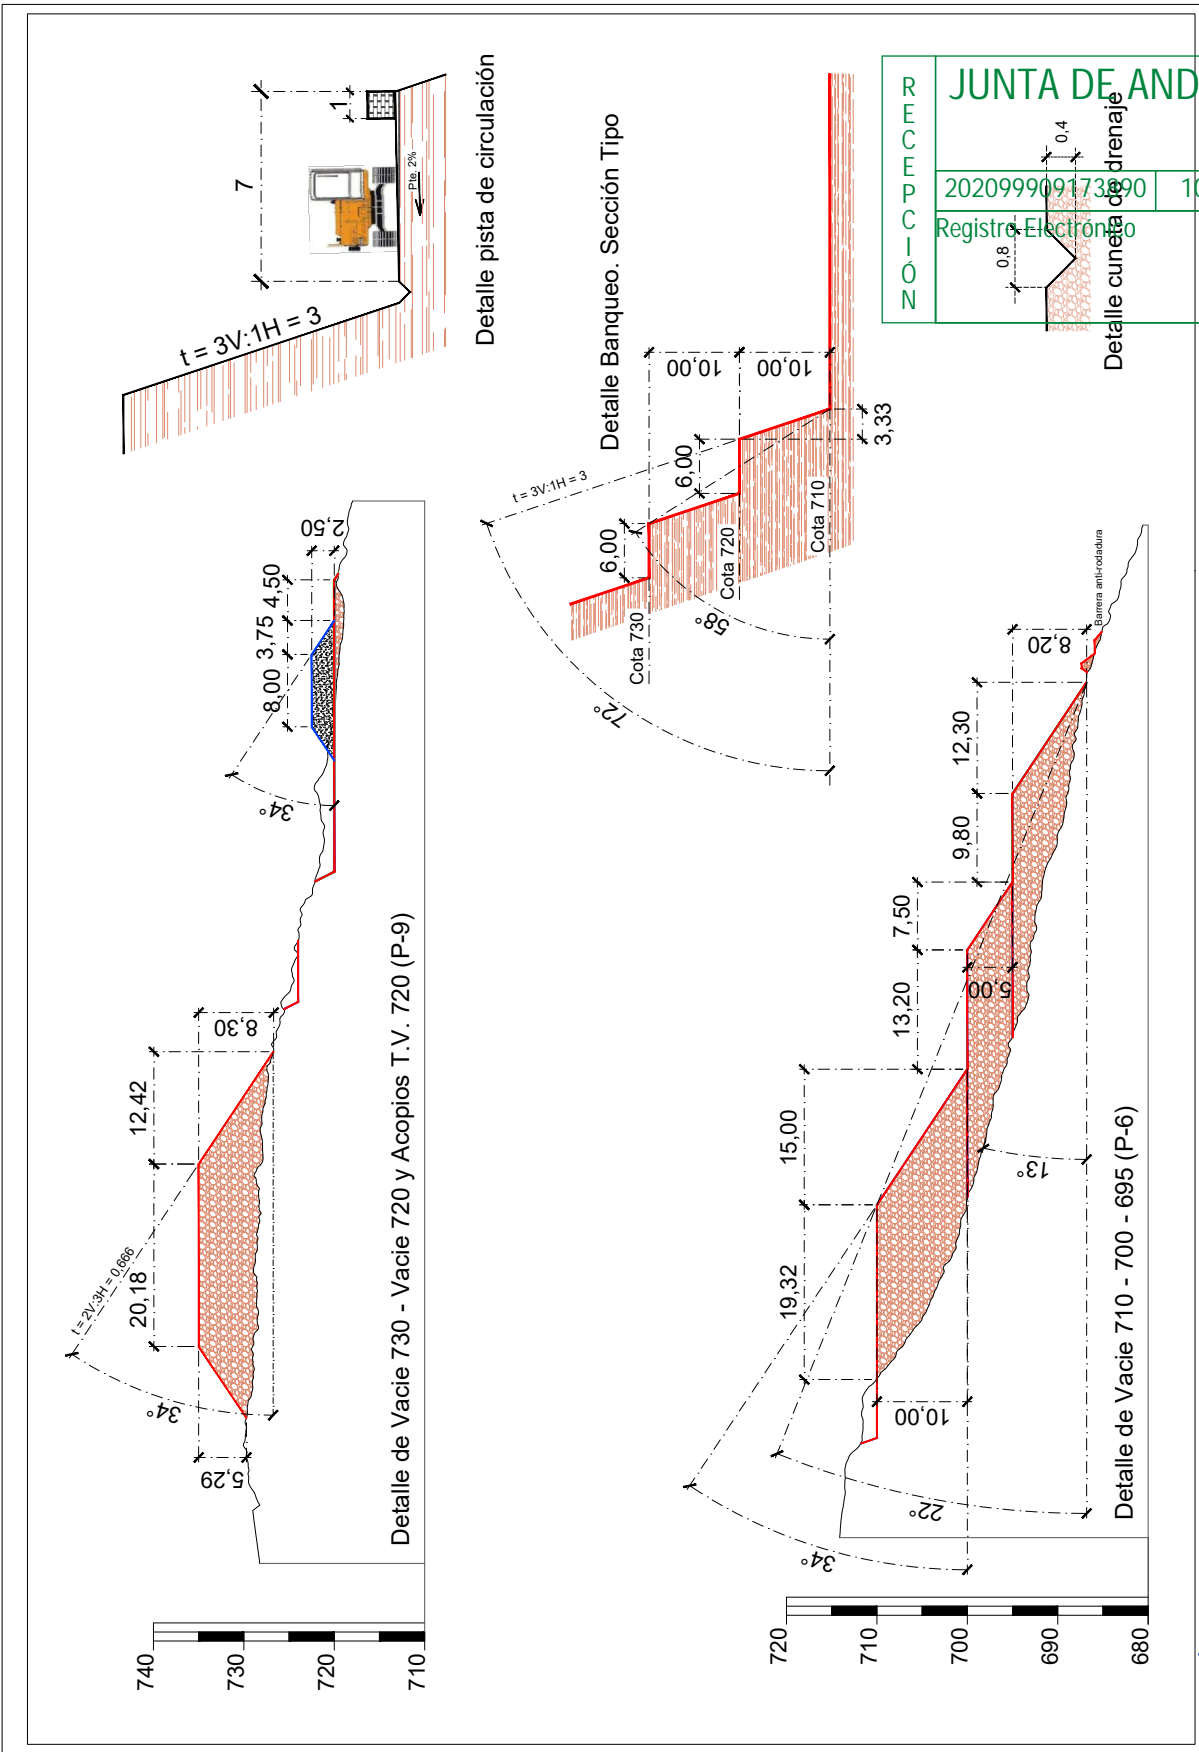 7
1
Pte. 2%
t = 3V:1H = 3
Detalle pista de circulación
Detalle Banqueo. Sección Tipo
10,00
10,00
6,00
6,00
3,33
t = 3V:1H = 3
Cota 730
Cota 720
Cota 710
58°
72°
RECEPCIÓN
JUNTA DE AND
202099909173890
10
Registro Electrónico
0,4
0,8
Detalle cuneta de drenaje
2,50
4,50
3,75
8,00
34°
8,30
12,42
20,18
t = 2V:3H = 0,666
34°
5,29
Detalle de Vacie 730 - Vacie 720 y Acopios T.V. 720 (P-9)
740
730
720
710
Barrera anti-rodadura
8,20
12,30
9,80
7,50
13,20
5,00
15,00
19,32
10,00
13°
22°
34°
Detalle de Vacie 710 - 700 - 695 (P-6)
720
710
700
690
680